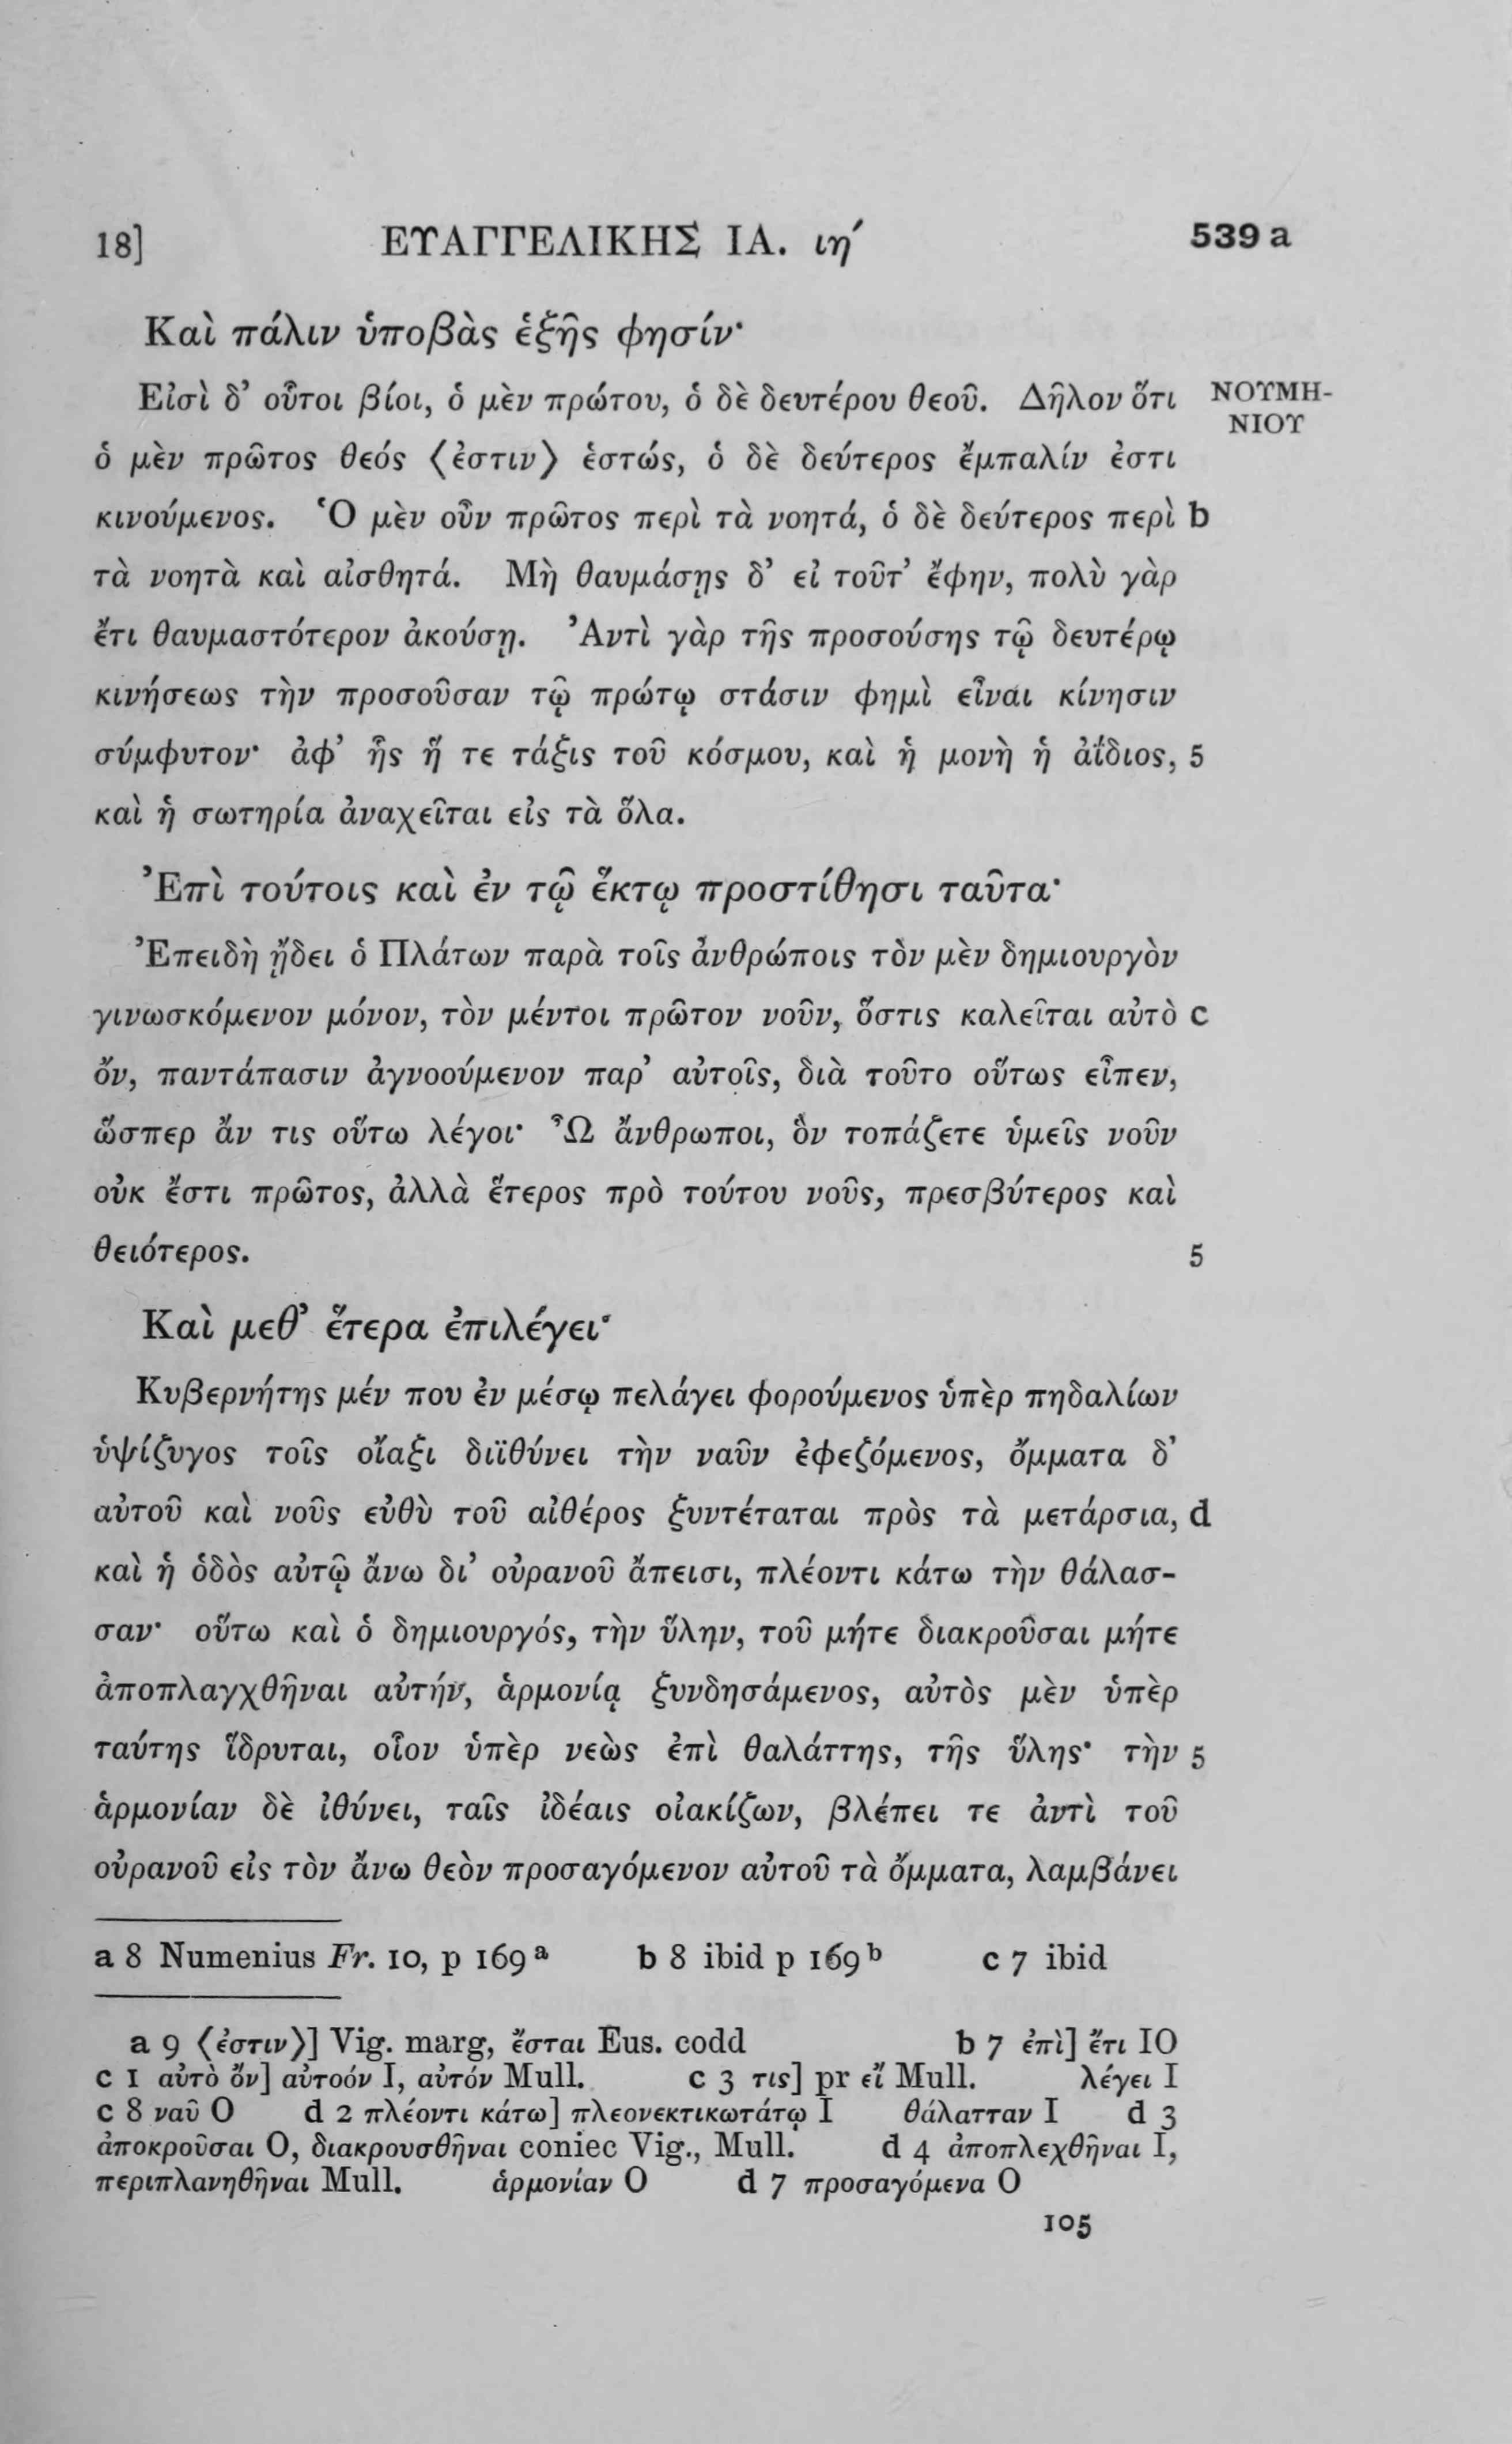 18] ΕΥΑΓΓΕΛΙΚΗΣ ΙΑ. ιη΄ 539 a
Καὶ πάλιν ὑποβὰς ἑξῆς φησίν·
Εἰσὶ δ’ οὗτοι βίοι, ὁ μὲν πρώτου, ὁ δὲ δευτέρου θεοῦ. Δῆλον ὅτι ΝΟΥΜΗ-
ΝΙΟΥ
ὁ μὲν πρῶτος θεός ⟨ἐστιν⟩ ἑστώς, ὁ δὲ δεύτερος ἔμπαλίν ἐστι
κινούμενος. Ὁ μὲν οὖν πρῶτος περὶ τὰ νοητά, ὁ δὲ δεύτερος περὶ b
τὰ νοητὰ καὶ αἰσθητά. Μὴ θαυμάσῃς δ’ εἰ τοῦτ’ ἔφην, πολὺ γὰρ
ἔτι θαυμαστότερον ἀκούσῃ. Ἀντὶ γὰρ τῆς προσούσης τῷ δευτέρῳ
κινήσεως τὴν προσοῦσαν τῷ πρώτῳ στάσιν φημὶ εἶναι κίνησιν
σύμφυτον· ἀφ’ ἧς ἥ τε τάξις τοῦ κόσμου, καὶ ἡ μονὴ ἡ ἀΐδιος, 5
καὶ ἡ σωτηρία ἀναχεῖται εἰς τὰ ὅλα.
Ἐπὶ τούτοις καὶ ἐν τῷ ἕκτῳ προστίθησι ταῦτα·
Ἐπειδὴ ᾔδει ὁ Πλάτων παρὰ τοῖς ἀνθρώποις τὸν μὲν δημιουργὸν
γινωσκόμενον μόνον, τὸν μέντοι πρῶτον νοῦν, ὅστις καλεῖται αὐτὸ c
ὄν, παντάπασιν ἀγνοούμενον παρ’ αὐτοῖς, διὰ τοῦτο οὕτως εἶπεν,
ὥσπερ ἄν τις οὕτω λέγοι· Ὦ ἄνθρωποι, ὃν τοπάζετε ὑμεῖς νοῦν
οὐκ ἔστι πρῶτος, ἀλλὰ ἕτερος πρὸ τούτου νοῦς, πρεσβύτερος καὶ
θειότερος. 5
Καὶ μεθ’ ἕτερα ἐπιλέγει·
Κυβερνήτης μέν που ἐν μέσῳ πελάγει φορούμενος ὑπὲρ πηδαλίων
ὑψίζυγος τοῖς οἴαξι διϊθύνει τὴν ναῦν ἐφεζόμενος, ὄμματα δ’
αὐτοῦ καὶ νοῦς εὐθὺ τοῦ αἰθέρος ξυντέταται πρὸς τὰ μετάρσια, d
καὶ ἡ ὁδὸς αὐτῷ ἄνω δι’ οὐρανοῦ ἄπεισι, πλέοντι κάτω τὴν θάλασ-
σαν· οὕτω καὶ ὁ δημιουργός, τὴν ὕλην, τοῦ μήτε διακροῦσαι μήτε
ἀποπλαγχθῆναι αὐτήν, ἁρμονίᾳ ξυνδησάμενος, αὐτὸς μὲν ὑπὲρ
ταύτης ἵδρυται, οἷον ὑπὲρ νεὼς ἐπὶ θαλάττης, τῆς ὕλης· τὴν 5
ἁρμονίαν δὲ ἰθύνει, ταῖς ἰδέαις οἰακίζων, βλέπει τε ἀντὶ τοῦ
οὐρανοῦ εἰς τὸν ἄνω θεὸν προσαγόμενον αὐτοῦ τὰ ὄμματα, λαμβάνει
a 8 Numenius Fr. 10, p 169 a b 8 ibid p 169 b c 7 ibid
a 9 ⟨ἐστιν⟩] Vig. marg, ἔσται Eus. codd b 7 ἐπὶ] ἔτι IO
c 1 αὐτὸ ὄν] αὐτοόν I, αὐτόν Mull. c 3 τις] pr εἴ Mull. λέγει I
c 8 ναῦ O d 2 πλέοντι κάτω] πλεονεκτικωτάτῳ I θάλατταν I d 3
ἀποκροῦσαι O, διακρουσθῆναι coniec Vig., Mull. d 4 ἀποπλεχθῆναι I,
περιπλανηθῆναι Mull. ἁρμονίαν O d 7 προσαγόμενα O
105